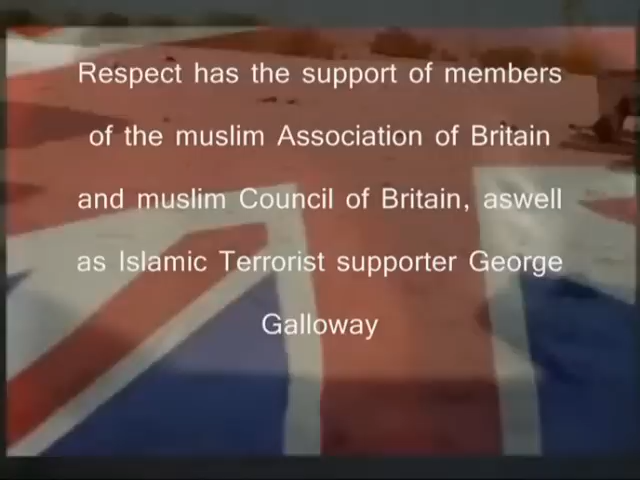 Respect has the support of members
of the muslim Association of Britain
and muslim Council of Britain, aswell
as Islamic Terrorist supporter George
Galloway